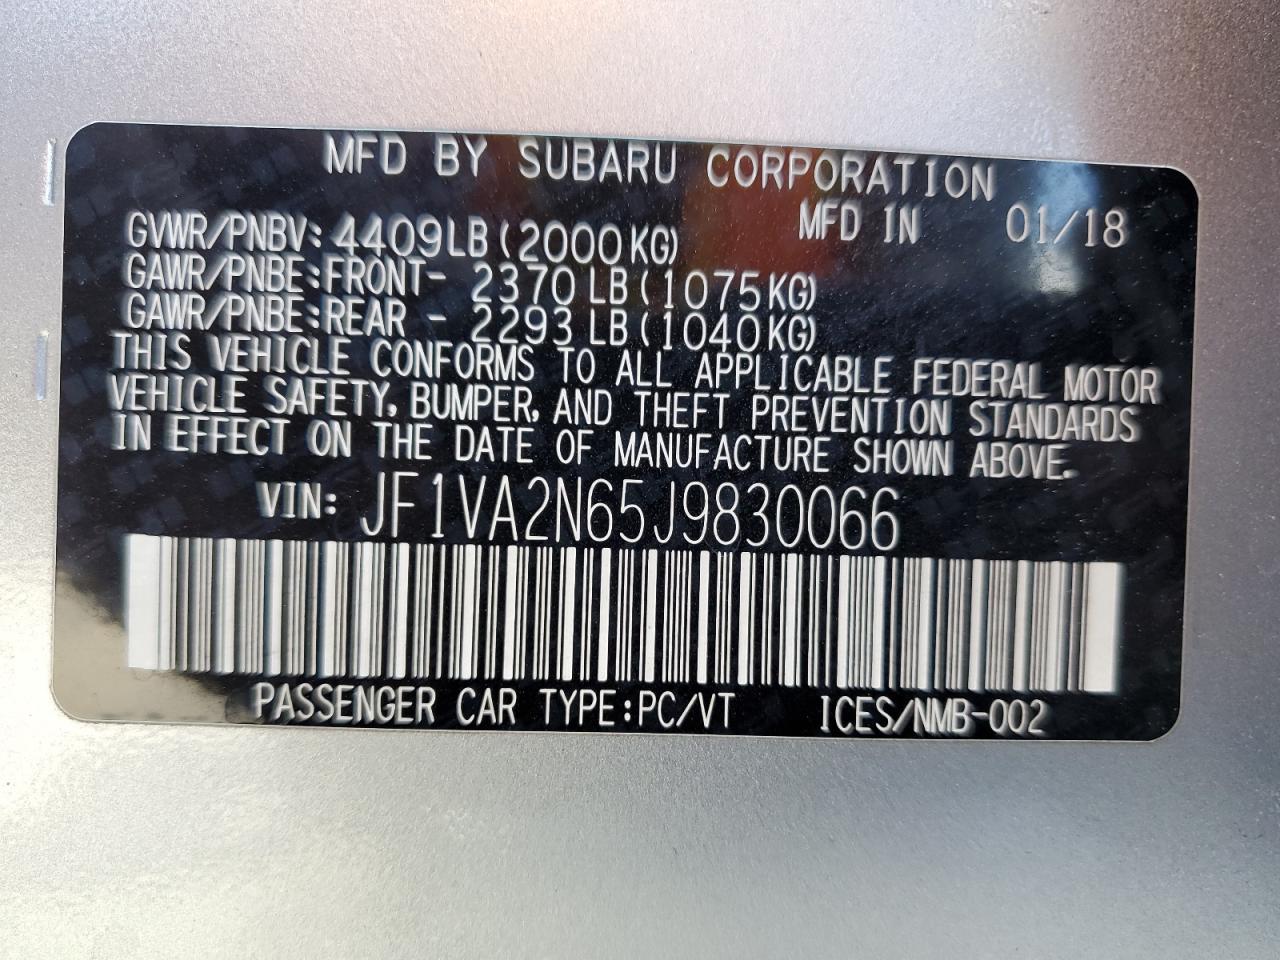 MFD BY SUBARU CORPORATION
MFD IN 01/18
GVWR/PNBV: 4409LB (2000KG)
GAWR/PNBE:FRONT- 2370LB (1075KG)
GAWR/PNBE:REAR - 2293LB (1040KG)
THIS VEHICLE CONFORMS TO ALL APPLICABLE FEDERAL MOTOR
VEHICLE SAFETY, BUMPER, AND THEFT PREVENTION STANDARDS
IN EFFECT ON THE DATE OF MANUFACTURE SHOWN ABOVE.
VIN: JF1VA2N65J9830066
PASSENGER CAR TYPE:PC/VT ICES/NMB-002